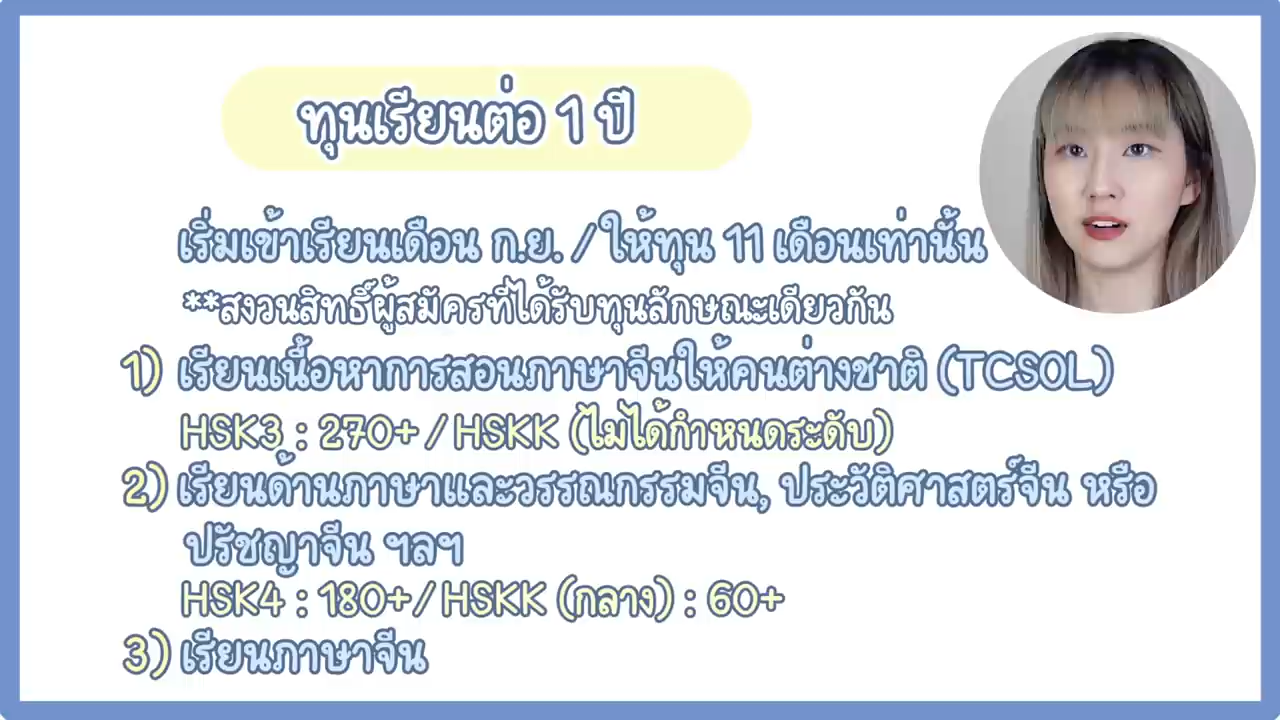 ทุนเรียนต่อ 1 ปี
เริ่มเข้าเรียนเดือน ก.ย. / ให้ทุน 11 เดือนเท่านั้น
**สงวนสิทธิ์ผู้สมัครที่ได้รับทุนลักษณะเดียวกัน
1) เรียนเนื้อหาการสอนภาษาจีนให้คนต่างชาติ (TCSOL)
HSK3 : 270+ / HSKK (ไม่ได้กำหนดระดับ)
2) เรียนด้านภาษาและวรรณกรรมจีน, ประวัติศาสตร์จีน หรือ
ปรัชญาจีน ฯลฯ
HSK4 : 180+ / HSKK (กลาง) : 60+
3) เรียนภาษาจีน